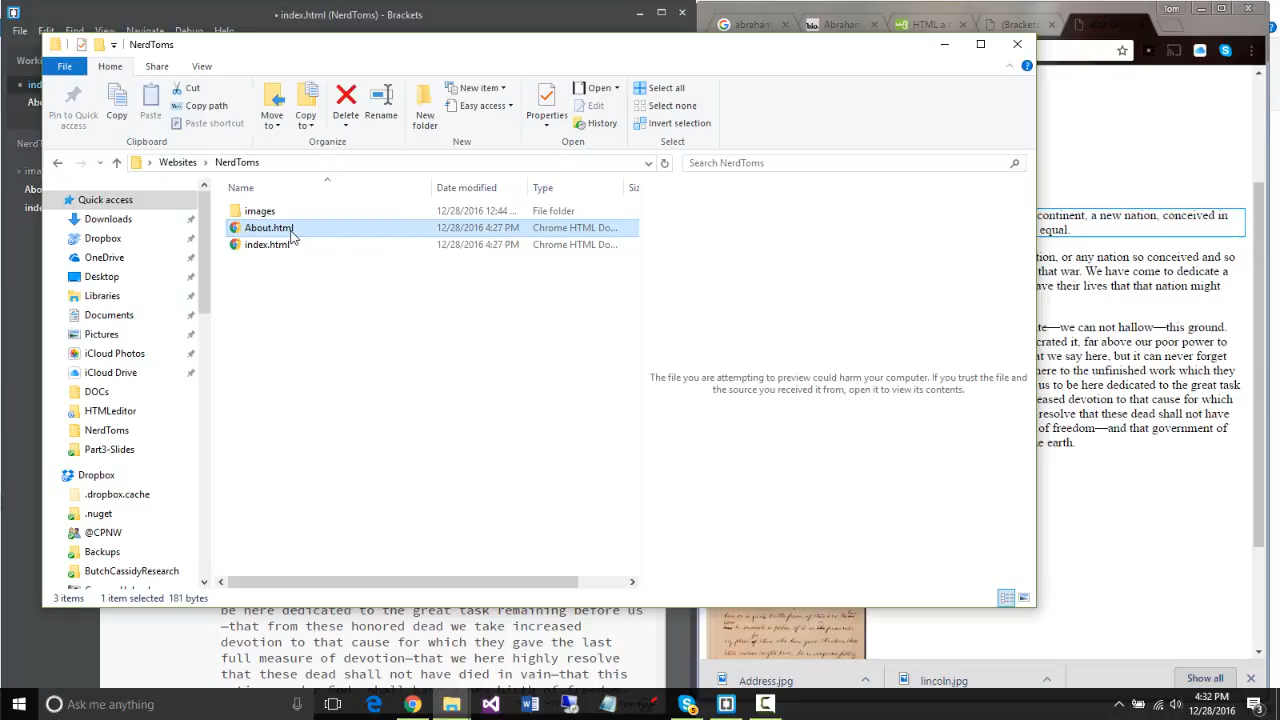 • index.html (NerdToms) - Brackets
Tom
File Edit Find View Navigate Debug Help
abraham
Abraham
HTML a
(Brackets
NerdToms
File Home Share View
Pin to Quick access
Copy
Paste
Cut
Copy path
Paste shortcut
Clipboard
Move to
Copy to
Delete
Rename
Organize
New folder
New item
Easy access
New
Properties
Open
Edit
History
Open
Select all
Select none
Invert selection
Select
Websites > NerdToms
Search NerdToms
Name Date modified Type
images 12/28/2016 12:44 ... File folder
About.html 12/28/2016 4:27 PM Chrome HTML Do...
index.html 12/28/2016 4:27 PM Chrome HTML Do...
Quick access
Downloads
Dropbox
OneDrive
Desktop
Libraries
Documents
Pictures
iCloud Photos
iCloud Drive
DOCs
HTMLeditor
NerdToms
Part3-Slides
Dropbox
.dropbox.cache
.nuget
@CPNW
Backups
ButchCassidyResearch
The file you are attempting to preview could harm your computer. If you trust the file and
the source you received it from, open it to view its contents.
3 items 1 item selected 181 bytes
continent, a new nation, conceived in
equal.
tion, or any nation so conceived and so
that war. We have come to dedicate a
ave their lives that that nation might
te—we can not hallow—this ground.
crated it, far above our poor power to
at we say here, but it can never forget
here to the unfinished work which they
us to be here dedicated to the great task
eased devotion to that cause for which
resolve that these dead shall not have
of freedom—and that government of
e earth.
be here dedicated to the great task remaining before us
—that from these honored dead we take increased
devotion to that cause for which they gave the last
full measure of devotion—that we here highly resolve
that these dead shall not have died in vain—that this
Address.jpg
lincoln.jpg
Show all
Ask me anything
4:32 PM
12/28/2016